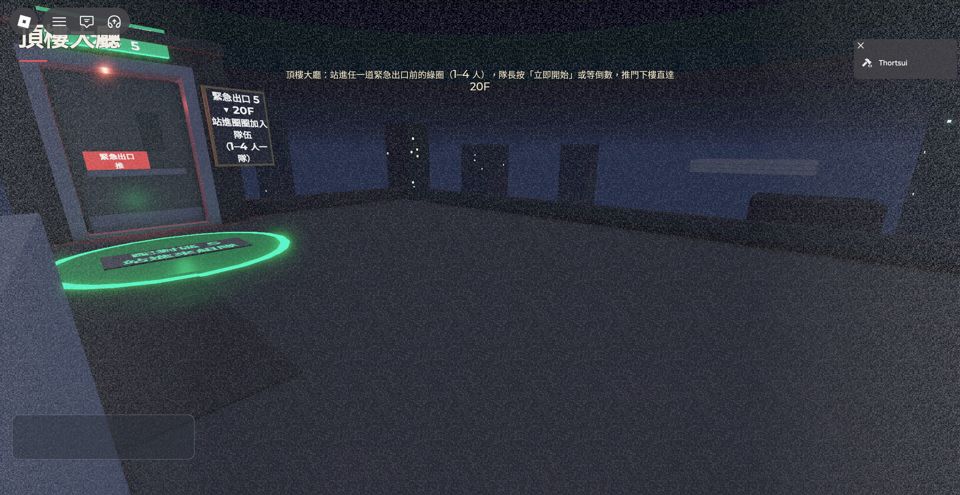 頂樓大廳
5
頂樓大廳：站進任一道緊急出口前的綠圈（1–4 人），隊長按「立即開始」或等倒數，推門下樓直達
20F
Thortsui
緊急出口 5
▼ 20F
站進圈圈加入
隊伍
（1–4 人一
隊）
緊急出口
推